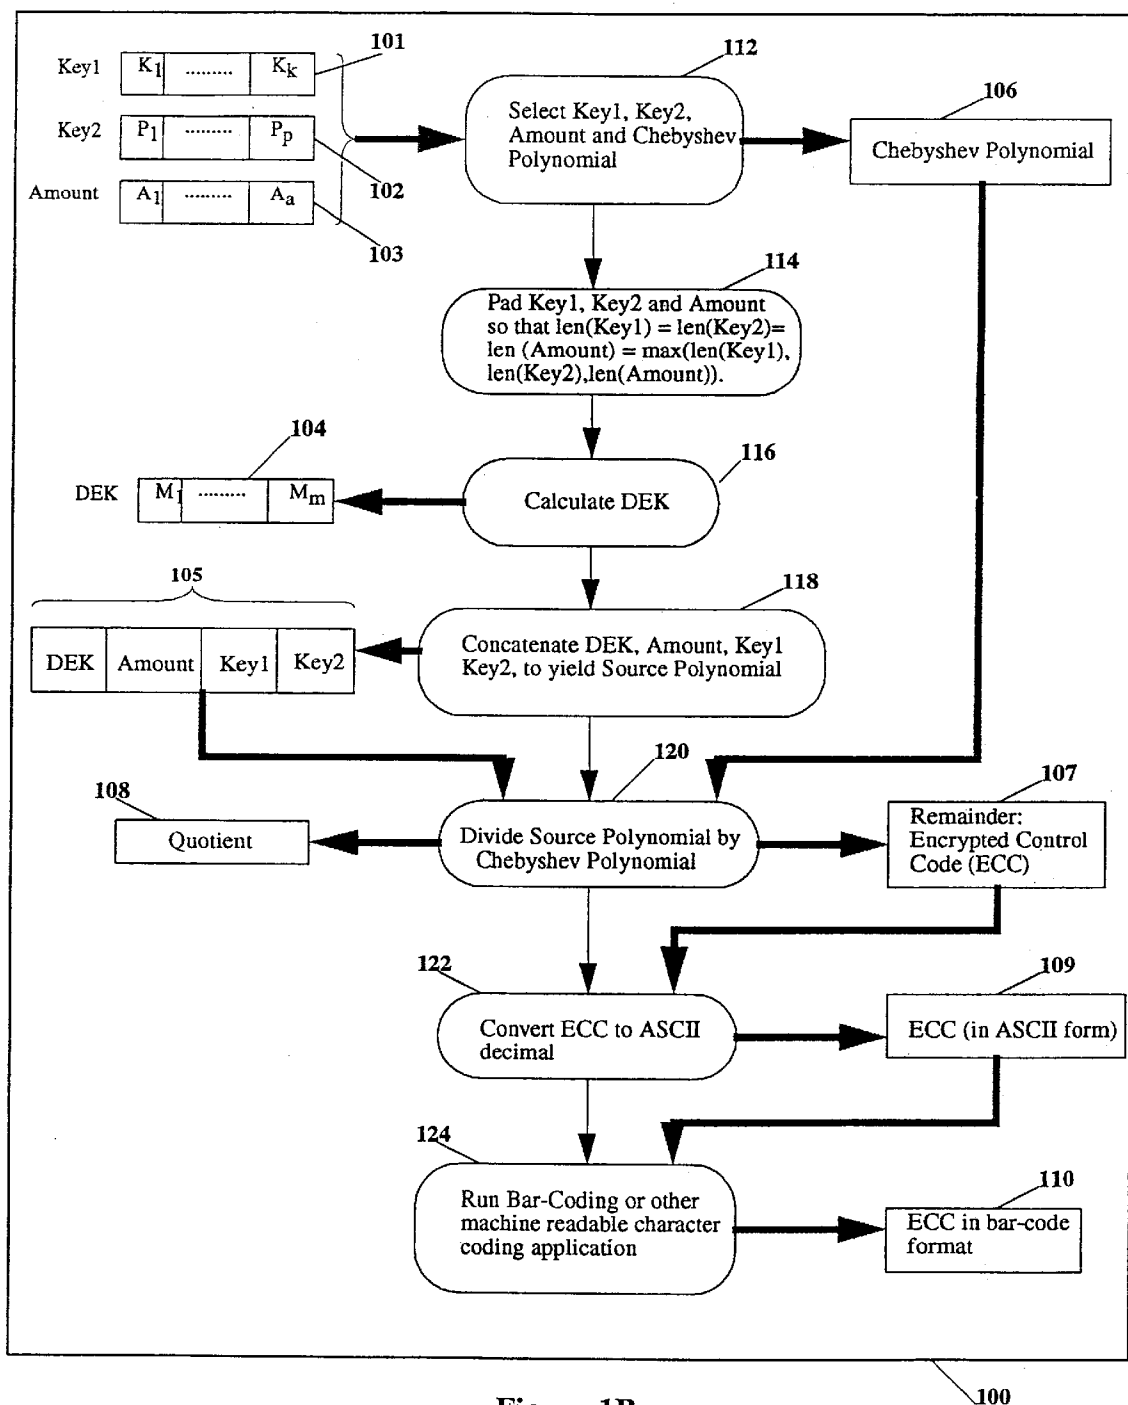 101
Key1 K1 ......... Kk
112
106
Key2 P1 ......... Pp
Select Key1, Key2,
Amount and Chebyshev
Polynomial
Chebyshev Polynomial
102
Amount A1 ......... Aa
103
114
Pad Key1, Key2 and Amount
so that len(Key1) = len(Key2)=
len (Amount) = max(len(Key1),
len(Key2),len(Amount)).
104
116
DEK M1 ......... Mm
Calculate DEK
105
118
DEK Amount Key1 Key2
Concatenate DEK, Amount, Key1
Key2, to yield Source Polynomial
120
108
107
Quotient
Divide Source Polynomial by
Chebyshev Polynomial
Remainder:
Encrypted Control
Code (ECC)
122
109
Convert ECC to ASCII
decimal
ECC (in ASCII form)
124
110
Run Bar-Coding or other
machine readable character
coding application
ECC in bar-code
format
100